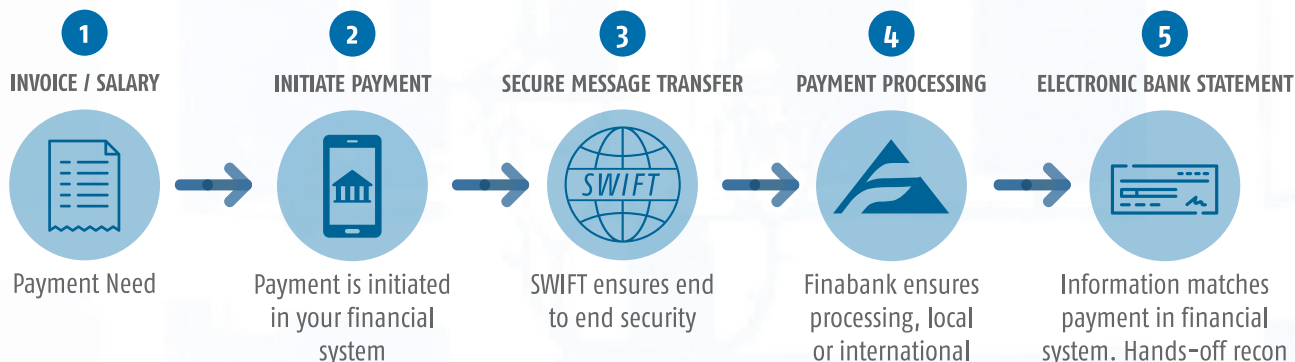 1
INVOICE / SALARY
Payment Need
2
INITIATE PAYMENT
Payment is initiated
in your financial
system
3
SECURE MESSAGE TRANSFER
SWIFT
SWIFT ensures end
to end security
4
PAYMENT PROCESSING
Finabank ensures
processing, local
or international
5
ELECTRONIC BANK STATEMENT
Information matches
payment in financial
system. Hands-off recon